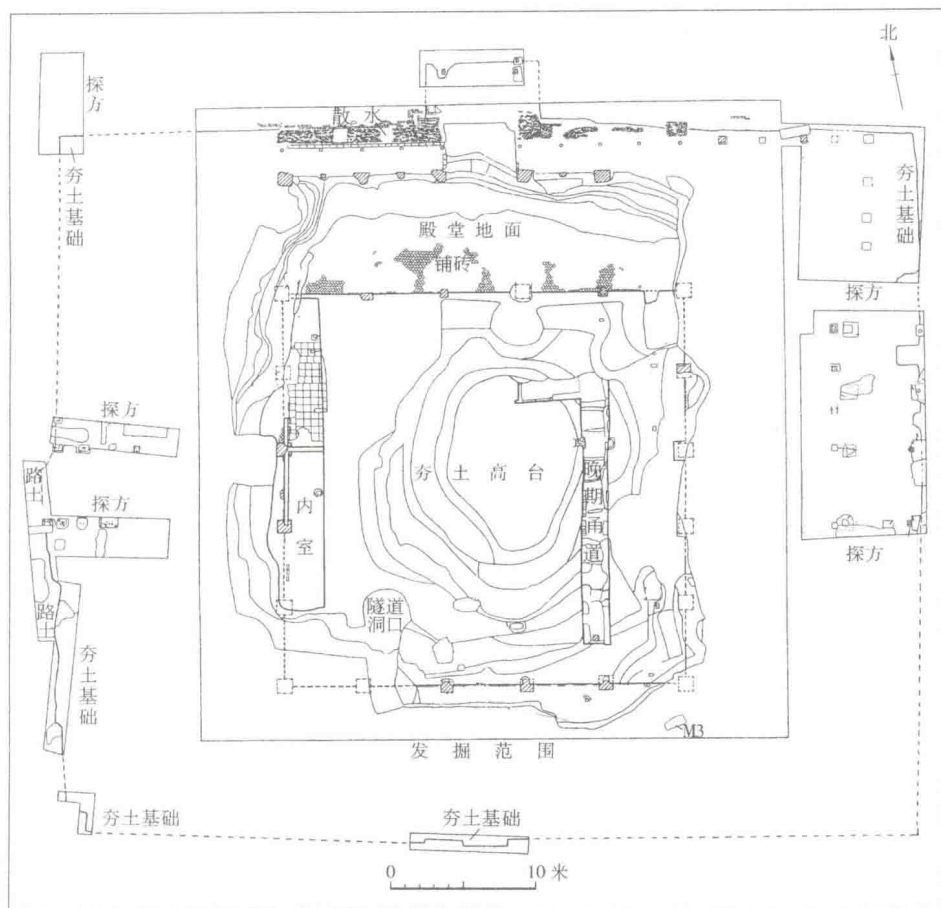 北
探方
散水
夯土基础
夯土基础
殿堂地面
铺砖
探方
探方
路土
夯土高台
晚期甬道
探方
内室
探方
路土
隧道
洞口
夯土基础
M3
发掘范围
夯土基础
夯土基础
0 10 米